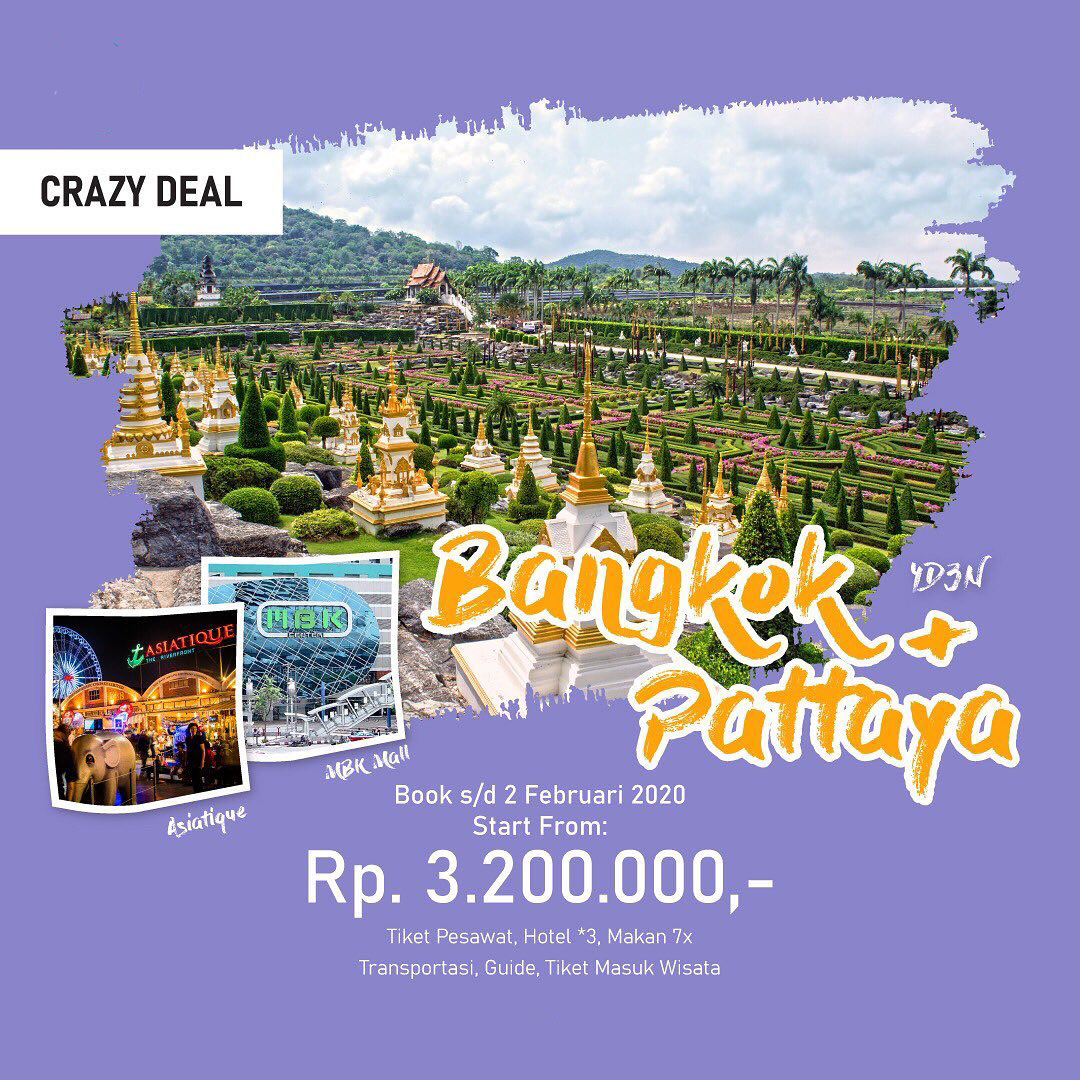 CRAZY DEAL
Bangkok
4D3N
+
Pattaya
ASIATIQUE
THE RIVERFRONT
MBK
CENTER
MBK Mall
Asiatique
Book s/d 2 Februari 2020
Start From:
Rp. 3.200.000,-
Tiket Pesawat, Hotel *3, Makan 7x
Transportasi, Guide, Tiket Masuk Wisata